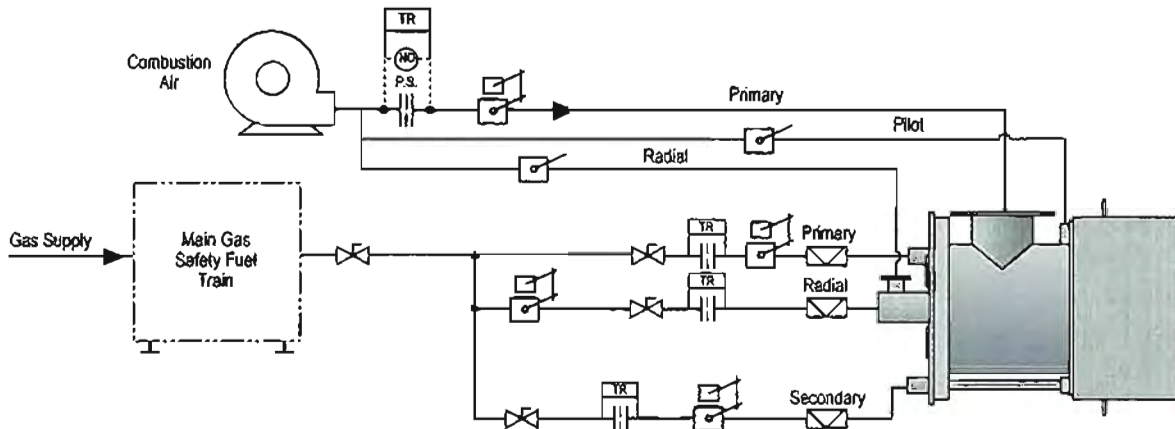 TR
Combustion
Air
P.S.
Primary
Pilot
Radial
Gas Supply
Main Gas
Safety Fuel
Train
TR
Primary
TR
Radial
TR
Secondary